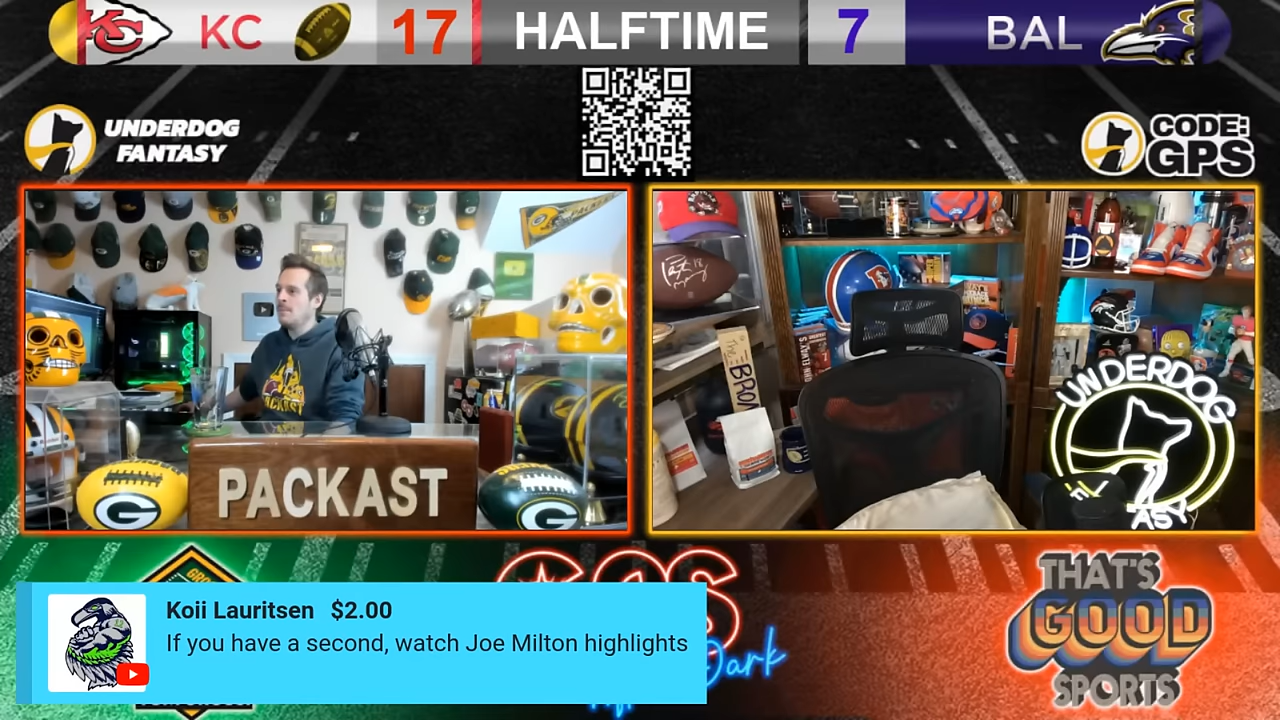 KC
17
HALFTIME
7
BAL
UNDERDOG
FANTASY
CODE:
GPS
PACKAST
UNDERDOG
THAT'S
GOOD
SPORTS
Koii Lauritsen $2.00
If you have a second, watch Joe Milton highlights